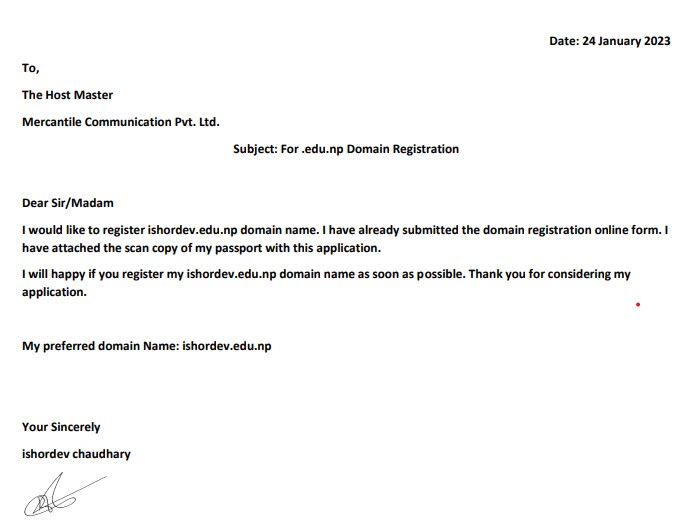 Date: 24 January 2023
To,
The Host Master
Mercantile Communication Pvt. Ltd.
Subject: For .edu.np Domain Registration
Dear Sir/Madam
I would like to register ishordev.edu.np domain name. I have already submitted the domain registration online form. I
have attached the scan copy of my passport with this application.
I will happy if you register my ishordev.edu.np domain name as soon as possible. Thank you for considering my
application.
My preferred domain Name: ishordev.edu.np
Your Sincerely
ishordev chaudhary